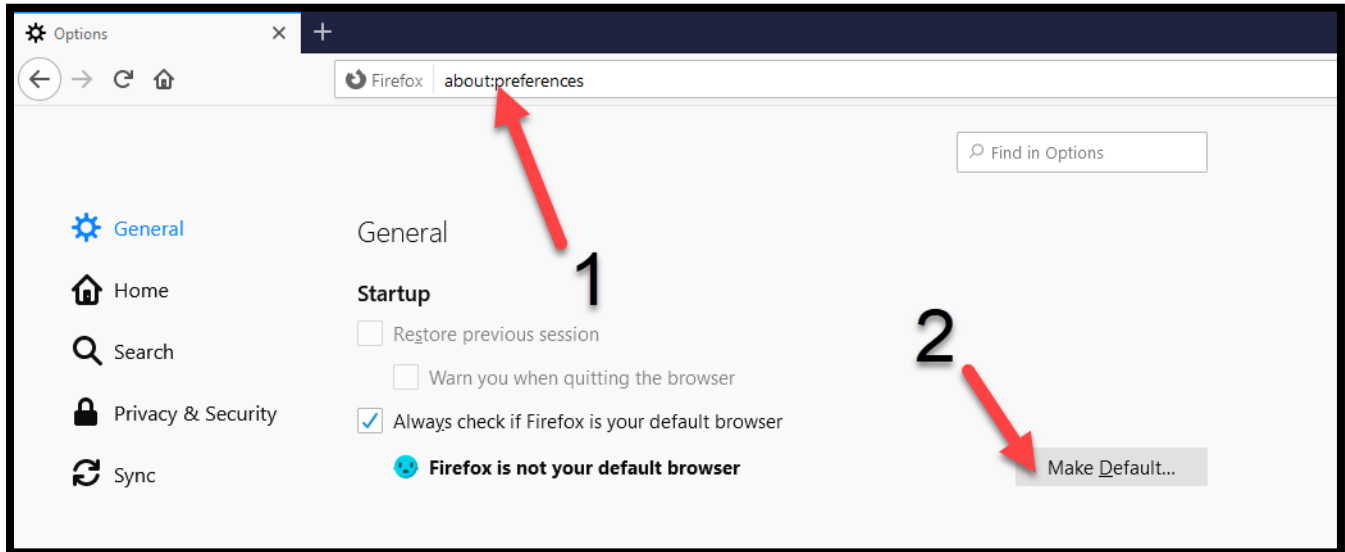 Options
Firefox about:preferences
Find in Options
General
General
1
Home
Startup
Restore previous session
2
Search
Warn you when quitting the browser
Privacy & Security
Always check if Firefox is your default browser
Sync
Firefox is not your default browser
Make Default...